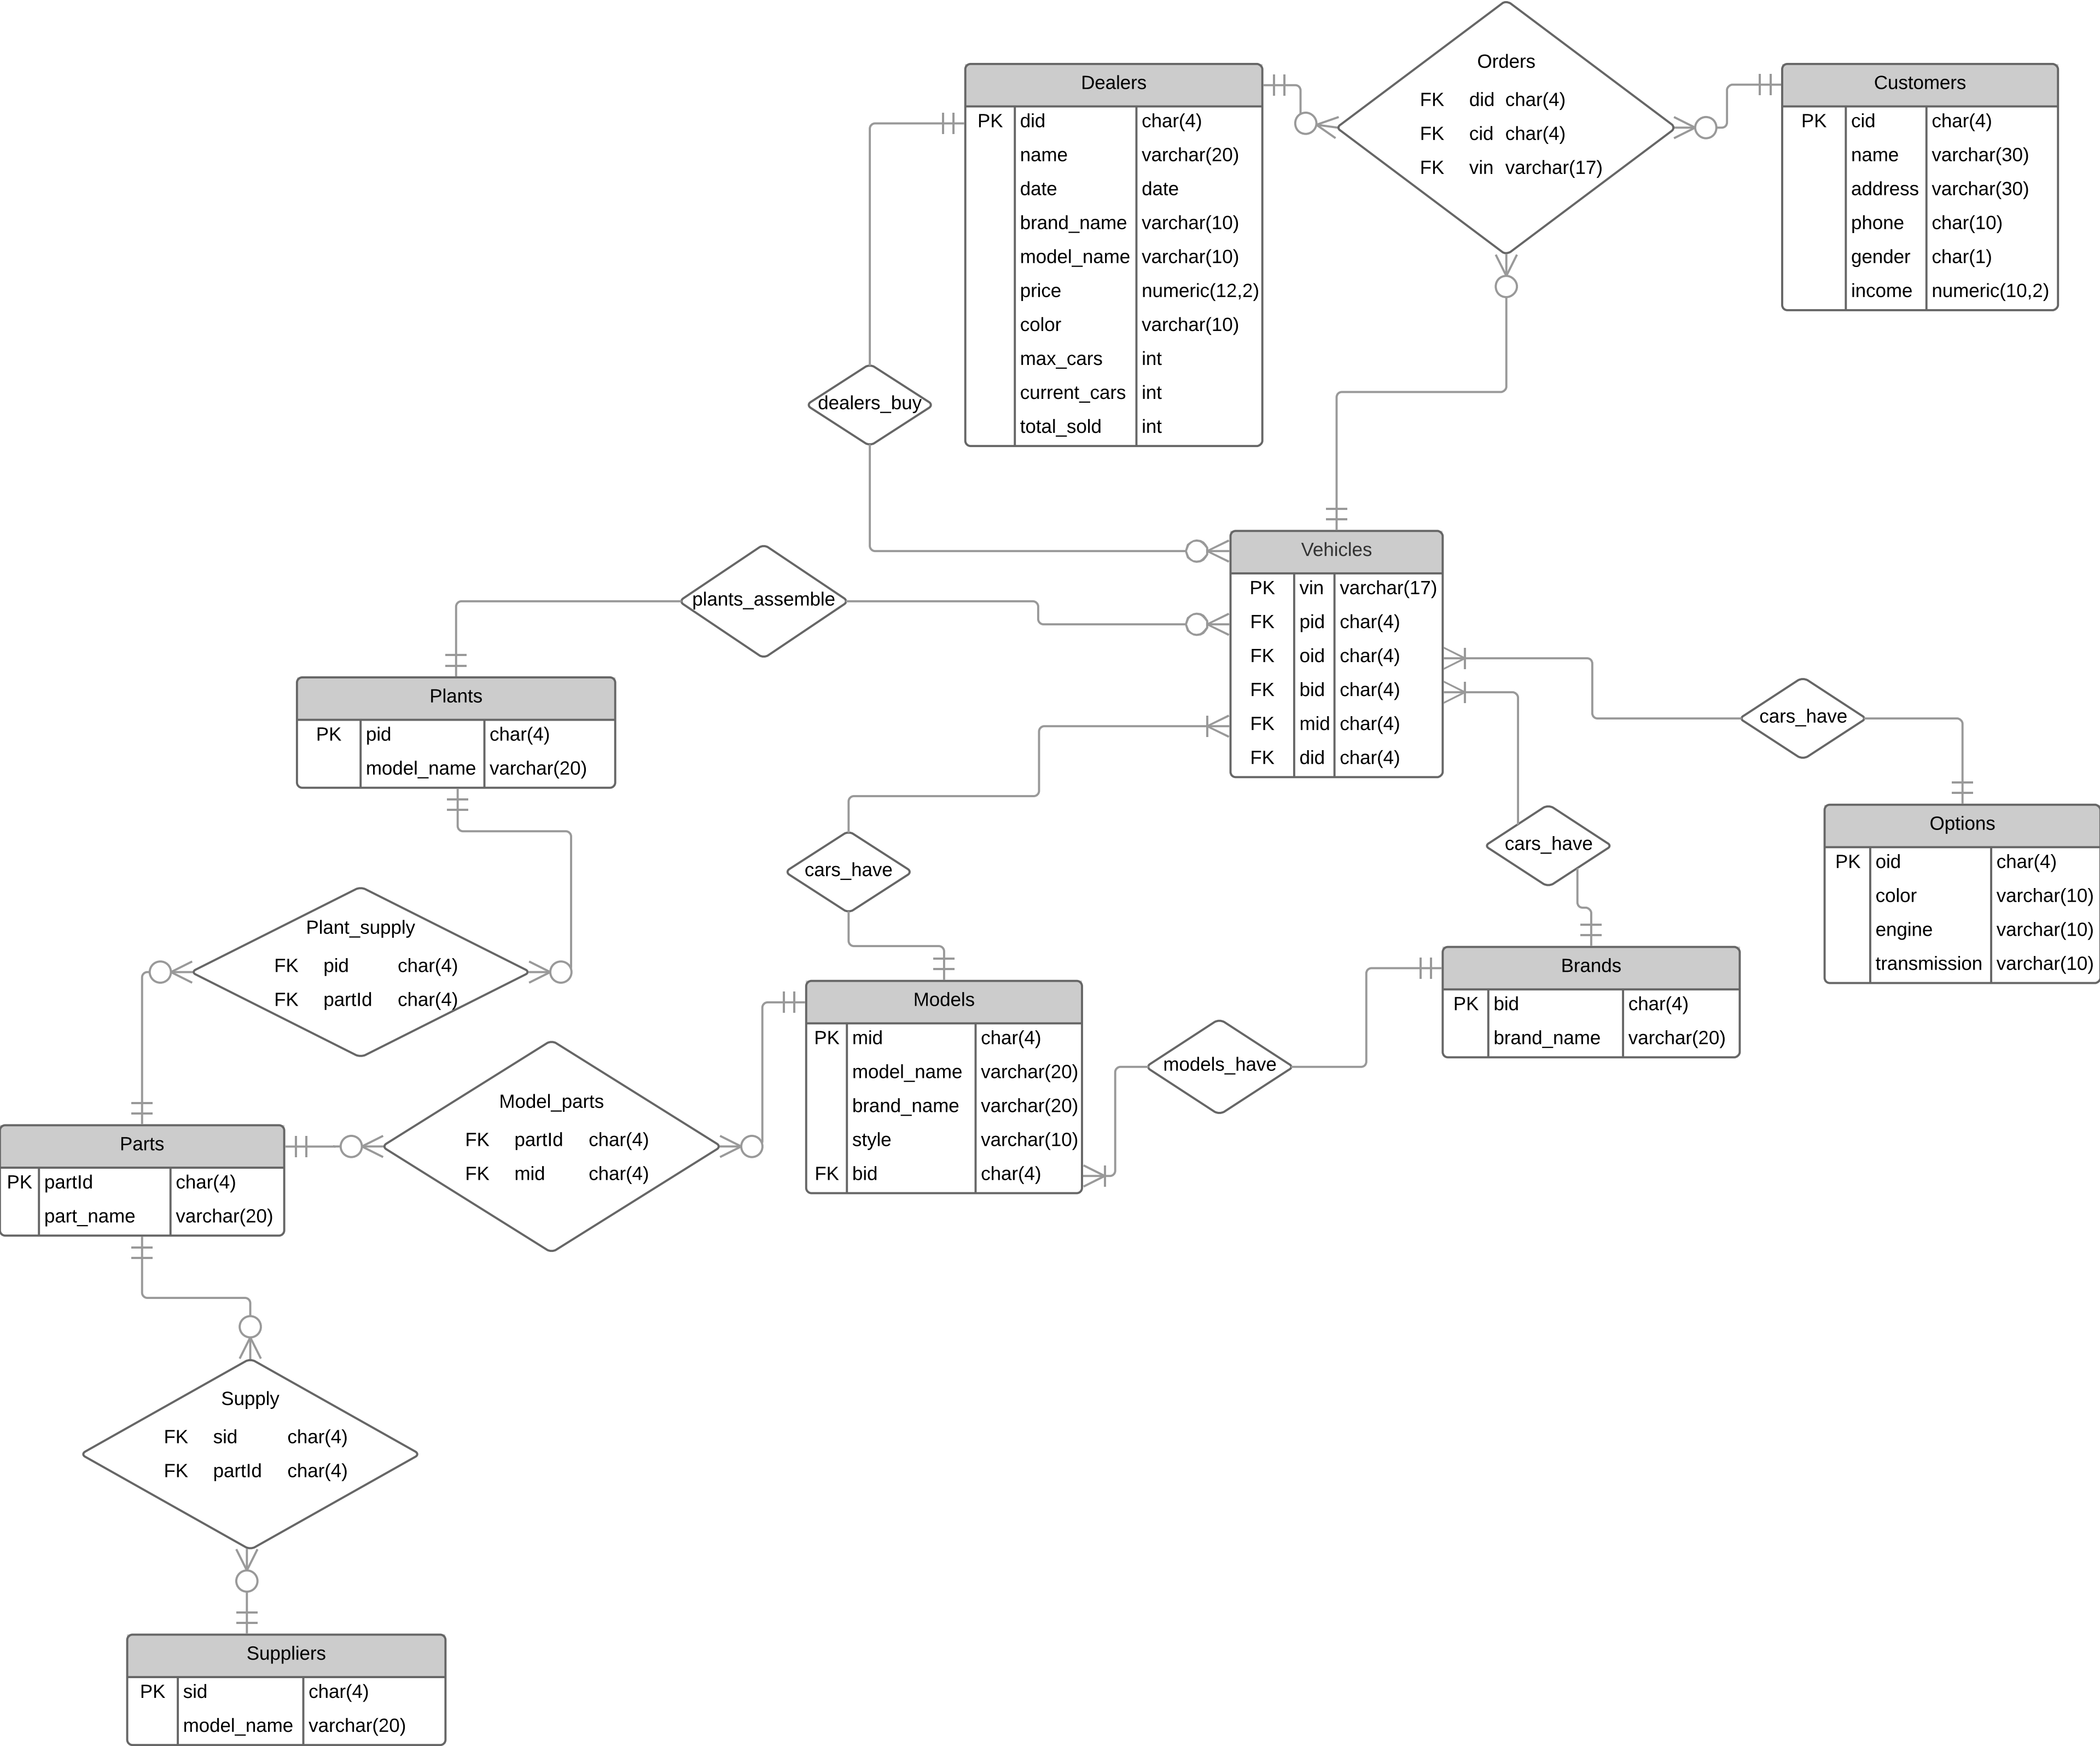 Orders
FK did char(4)
FK cid char(4)
FK vin varchar(17)
Dealers
PK did char(4)
name varchar(20)
date date
brand_name varchar(10)
model_name varchar(10)
price numeric(12,2)
color varchar(10)
max_cars int
current_cars int
total_sold int
Customers
PK cid char(4)
name varchar(30)
address varchar(30)
phone char(10)
gender char(1)
income numeric(10,2)
dealers_buy
Vehicles
PK vin varchar(17)
FK pid char(4)
FK oid char(4)
FK bid char(4)
FK mid char(4)
FK did char(4)
plants_assemble
Plants
PK pid char(4)
model_name varchar(20)
cars_have
Options
PK oid char(4)
color varchar(10)
engine varchar(10)
transmission varchar(10)
cars_have
cars_have
Plant_supply
FK pid char(4)
FK partId char(4)
Brands
PK bid char(4)
brand_name varchar(20)
Models
PK mid char(4)
model_name varchar(20)
brand_name varchar(20)
style varchar(10)
FK bid char(4)
models_have
Model_parts
FK partId char(4)
FK mid char(4)
Parts
PK partId char(4)
part_name varchar(20)
Supply
FK sid char(4)
FK partId char(4)
Suppliers
PK sid char(4)
model_name varchar(20)